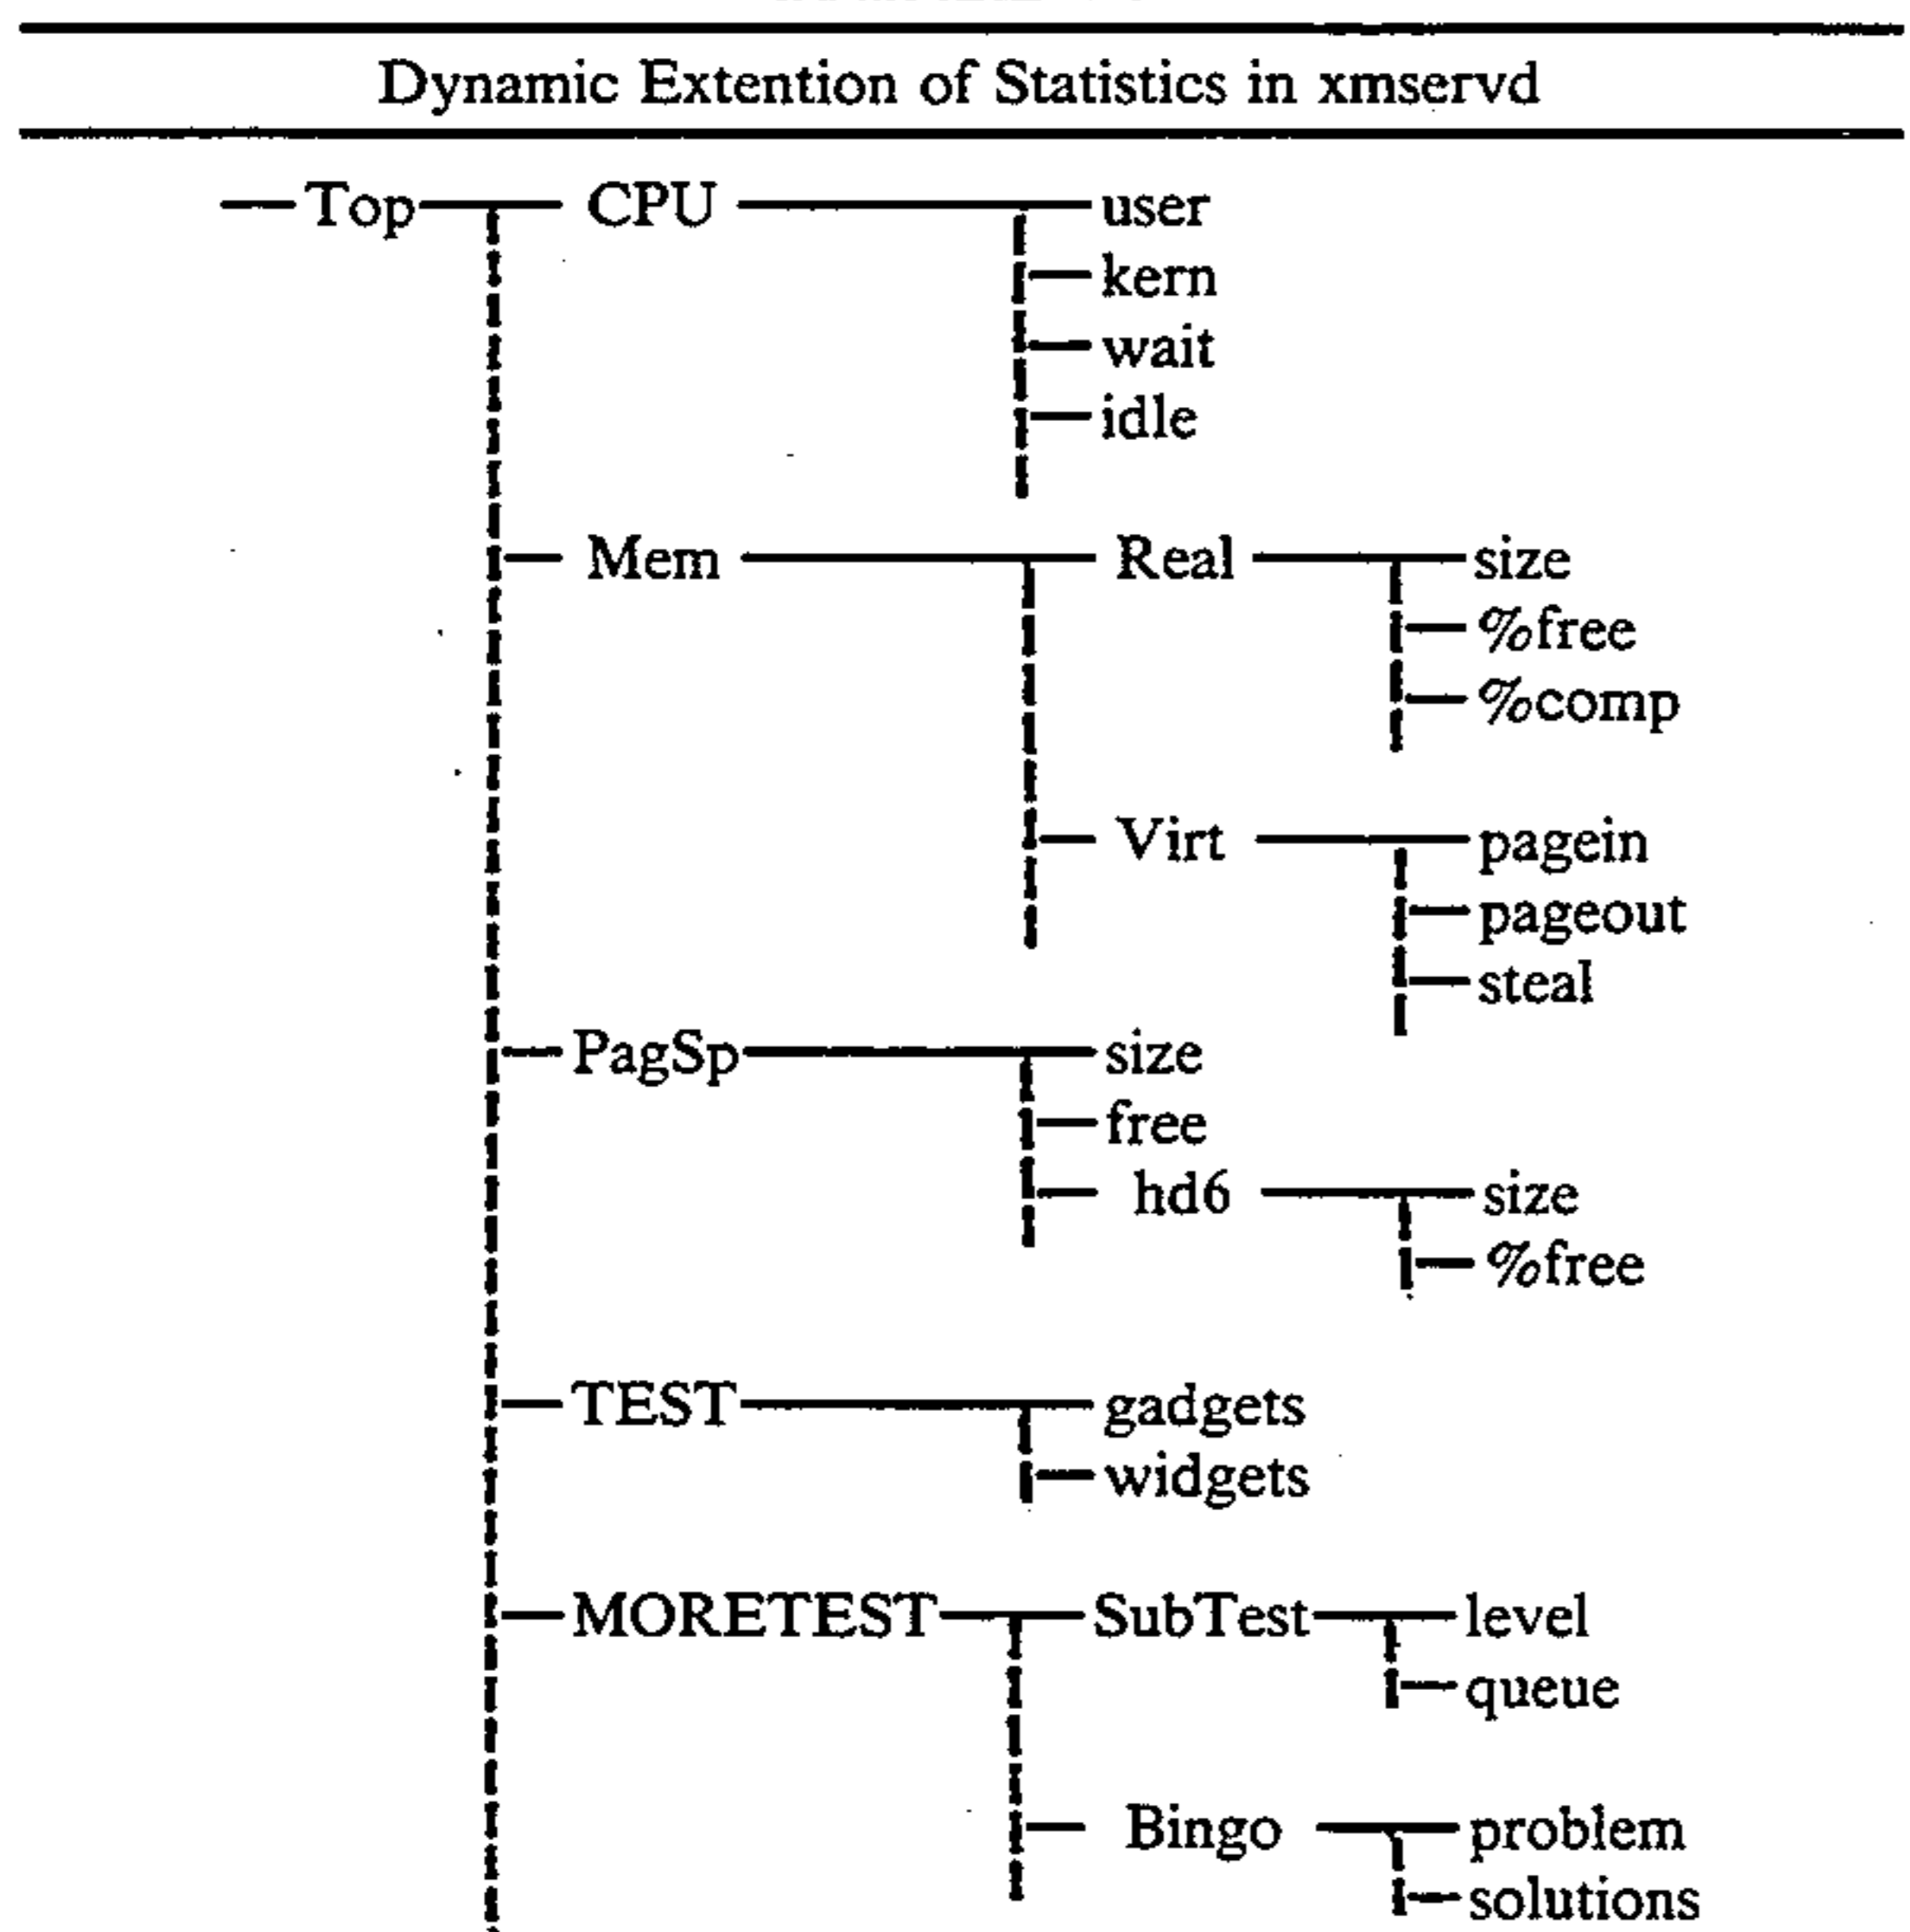 Dynamic Extention of Statistics in xmservd
Top CPU user
kern
wait
idle
Mem Real size
%free
%comp
Virt pagein
pageout
steal
PagSp size
free
hd6 size
%free
TEST gadgets
widgets
MORETEST SubTest level
queue
Bingo problem
solutions